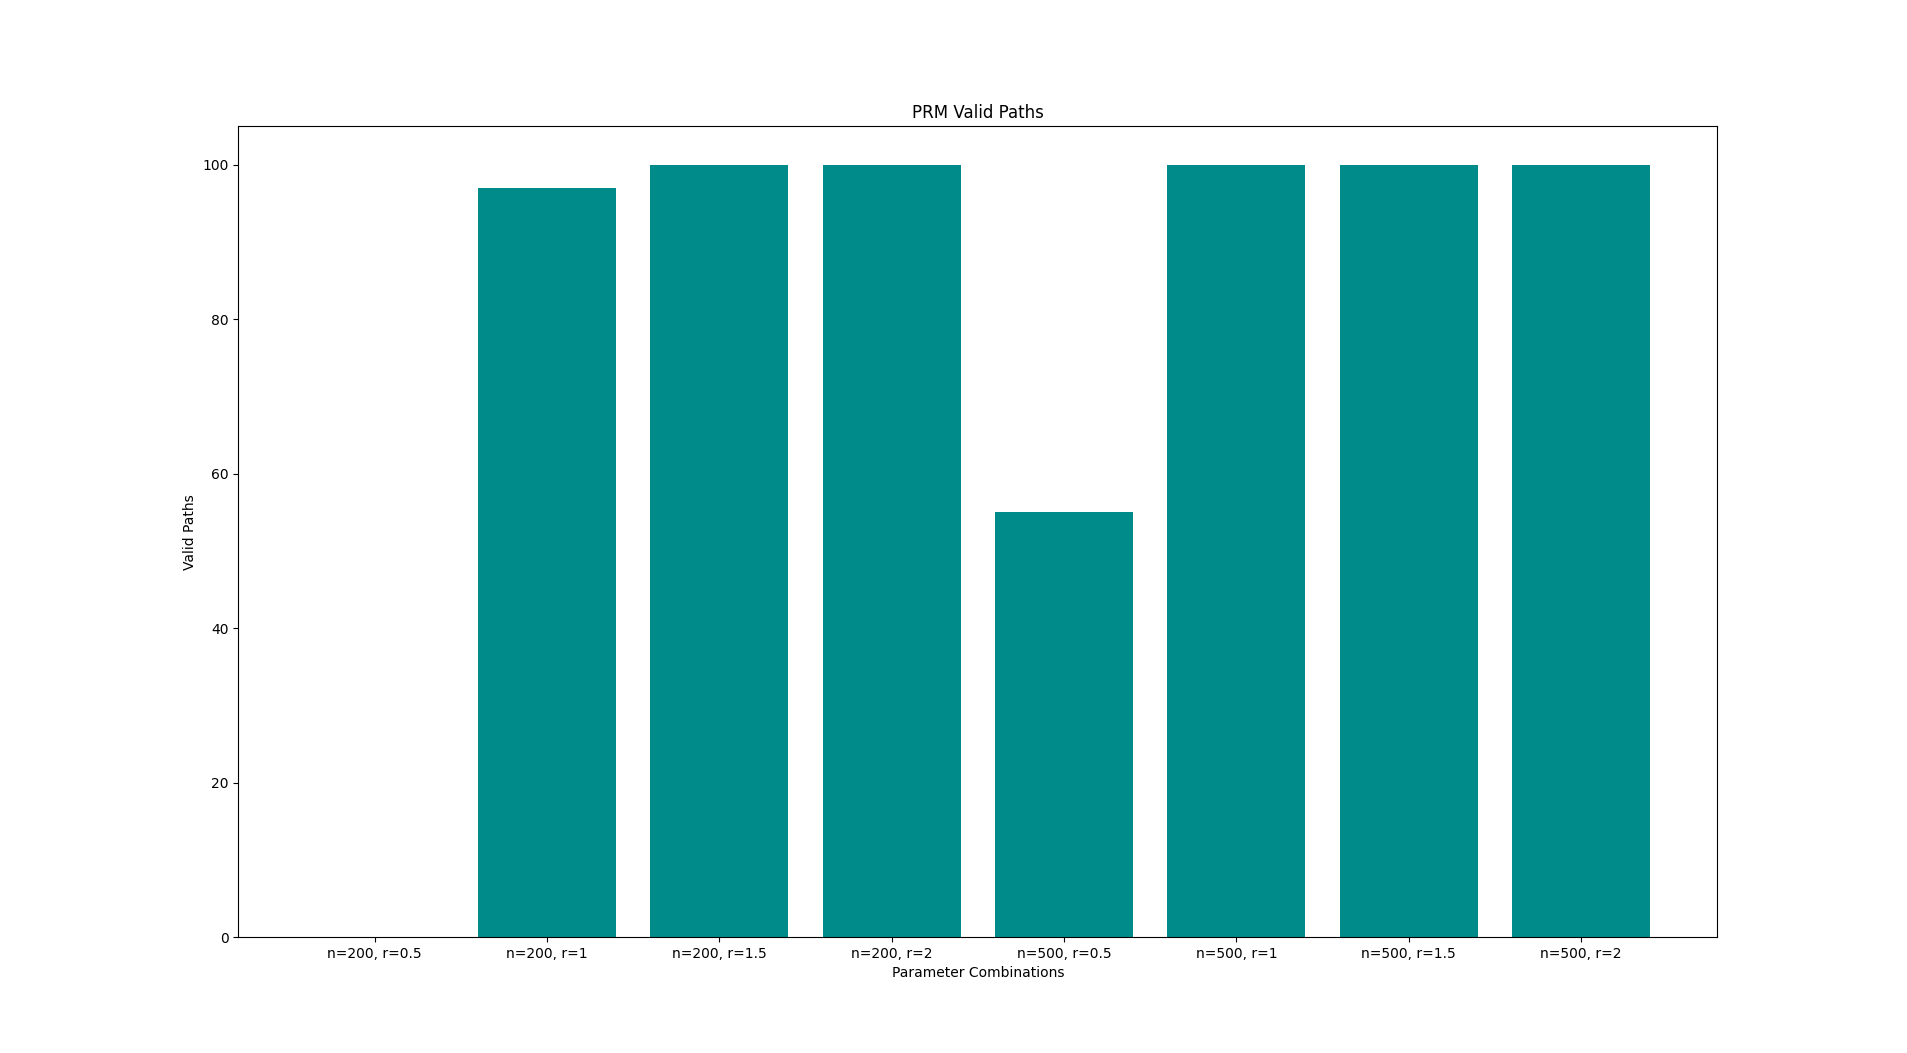 PRM Valid Paths
100
80
60
40
20
0
Valid Paths
n=200, r=0.5
n=200, r=1
n=200, r=1.5
n=200, r=2
n=500, r=0.5
n=500, r=1
n=500, r=1.5
n=500, r=2
Parameter Combinations